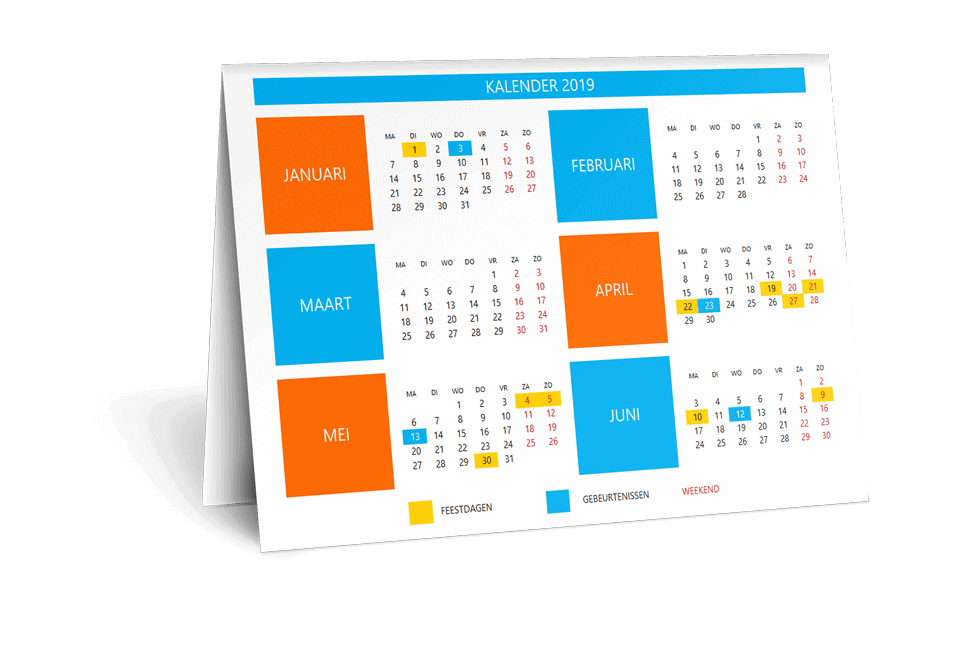 KALENDER 2019
JANUARI
MA DI WO DO VR ZA ZO
1 2 3 4 5 6
7 8 9 10 11 12 13
14 15 16 17 18 19 20
21 22 23 24 25 26 27
28 29 30 31
FEBRUARI
MA DI WO DO VR ZA ZO
1 2 3
4 5 6 7 8 9 10
11 12 13 14 15 16 17
18 19 20 21 22 23 24
25 26 27 28
MAART
MA DI WO DO VR ZA ZO
1 2 3
4 5 6 7 8 9 10
11 12 13 14 15 16 17
18 19 20 21 22 23 24
25 26 27 28 29 30 31
APRIL
MA DI WO DO VR ZA ZO
1 2 3 4 5 6 7
8 9 10 11 12 13 14
15 16 17 18 19 20 21
22 23 24 25 26 27 28
29 30
MEI
MA DI WO DO VR ZA ZO
1 2 3 4 5
6 7 8 9 10 11 12
13 14 15 16 17 18 19
20 21 22 23 24 25 26
27 28 29 30 31
JUNI
MA DI WO DO VR ZA ZO
1 2
3 4 5 6 7 8 9
10 11 12 13 14 15 16
17 18 19 20 21 22 23
24 25 26 27 28 29 30
FEESTDAGEN
GEBEURTENISSEN
WEEKEND